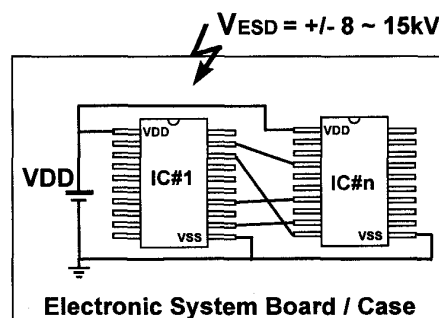 VESD = +/- 8 ~ 15kV
VDD
VDD
IC#1
IC#n
VDD
VSS
VSS
Electronic System Board / Case